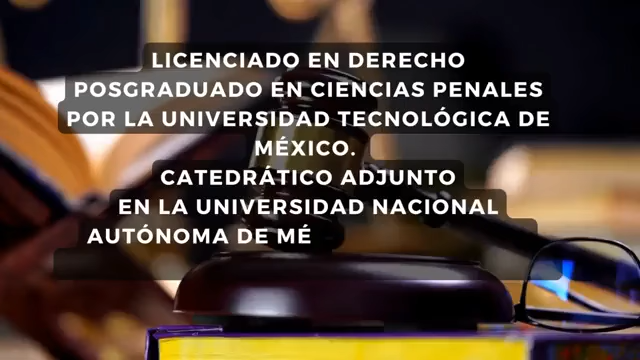 LICENCIADO EN DERECHO
POSGRADUADO EN CIENCIAS PENALES
POR LA UNIVERSIDAD TECNOLÓGICA DE
MÉXICO.
CATEDRÁTICO ADJUNTO
EN LA UNIVERSIDAD NACIONAL
AUTÓNOMA DE MÉ